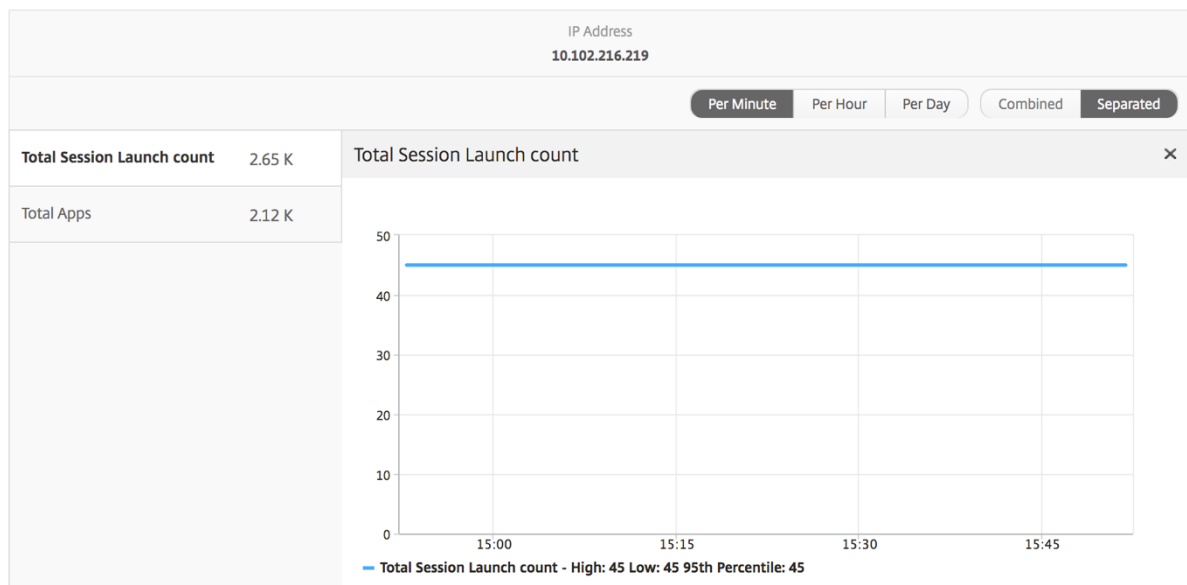 IP Address
10.102.216.219
Per Minute Per Hour Per Day Combined Separated
Total Session Launch count 2.65 K
Total Apps 2.12 K
Total Session Launch count ×
50
40
30
20
10
0
15:00 15:15 15:30 15:45
Total Session Launch count - High: 45 Low: 45 95th Percentile: 45